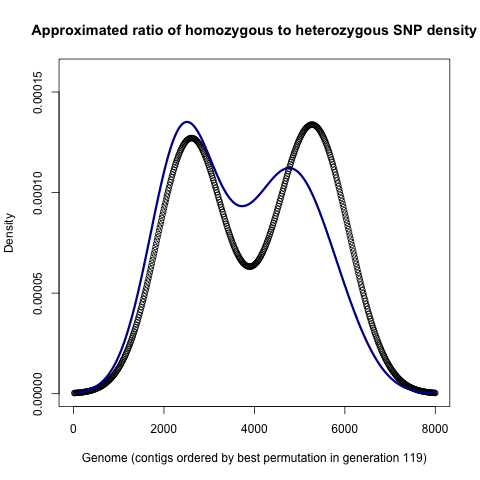 Approximated ratio of homozygous to heterozygous SNP density
0.00015
0.00010
0.00005
0.00000
Density
0 2000 4000 6000 8000
Genome (contigs ordered by best permutation in generation 119)